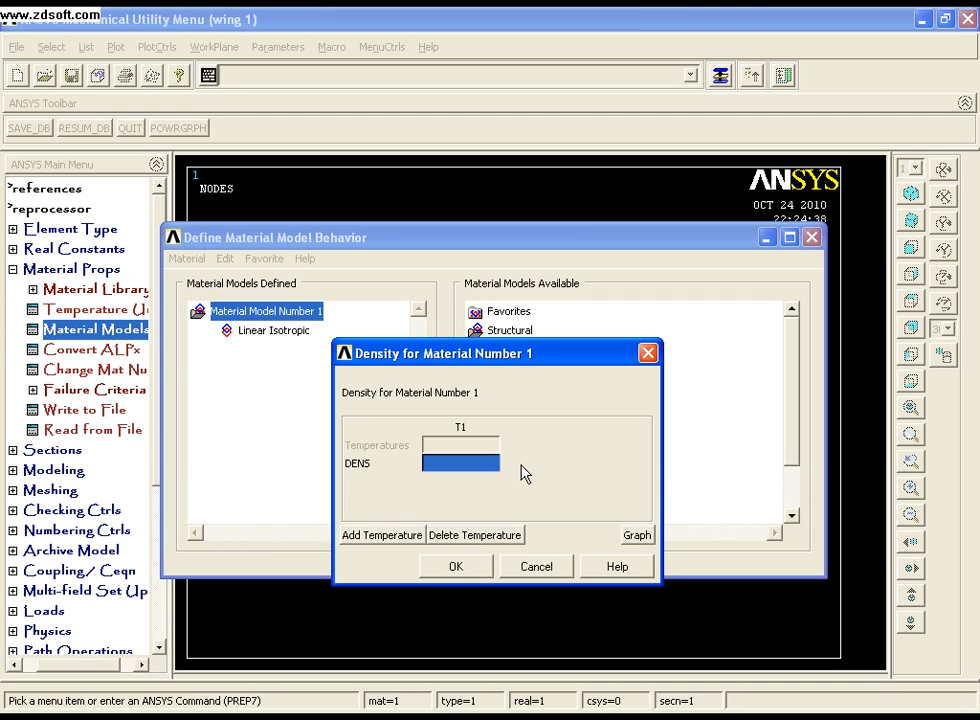 www.zdsoft.com
ANSYS Mechanical Utility Menu (wing 1)
File Select List Plot PlotCtrls WorkPlane Parameters Macro MenuCtrls Help
ANSYS Toolbar
SAVE_DB RESUM_DB QUIT POWRGRPH
ANSYS Main Menu
>references
>reprocessor
Element Type
Real Constants
Material Props
Material Library
Temperature U
Material Models
Convert ALPx
Change Mat Nu
Failure Criteria
Write to File
Read from File
Sections
Modeling
Meshing
Checking Ctrls
Numbering Ctrls
Archive Model
Coupling/ Ceqn
Multi-field Set Up
Loads
Physics
Path Operations
1
NODES
ANSYS
OCT 24 2010
22:24:38
1
3
Define Material Model Behavior
Material Edit Favorite Help
Material Models Defined
Material Model Number 1
Linear Isotropic
Material Models Available
Favorites
Structural
Density for Material Number 1
Density for Material Number 1
T1
Temperatures
DENS
Add Temperature Delete Temperature Graph
OK Cancel Help
Pick a menu item or enter an ANSYS Command (PREP7) mat=1 type=1 real=1 csys=0 secn=1